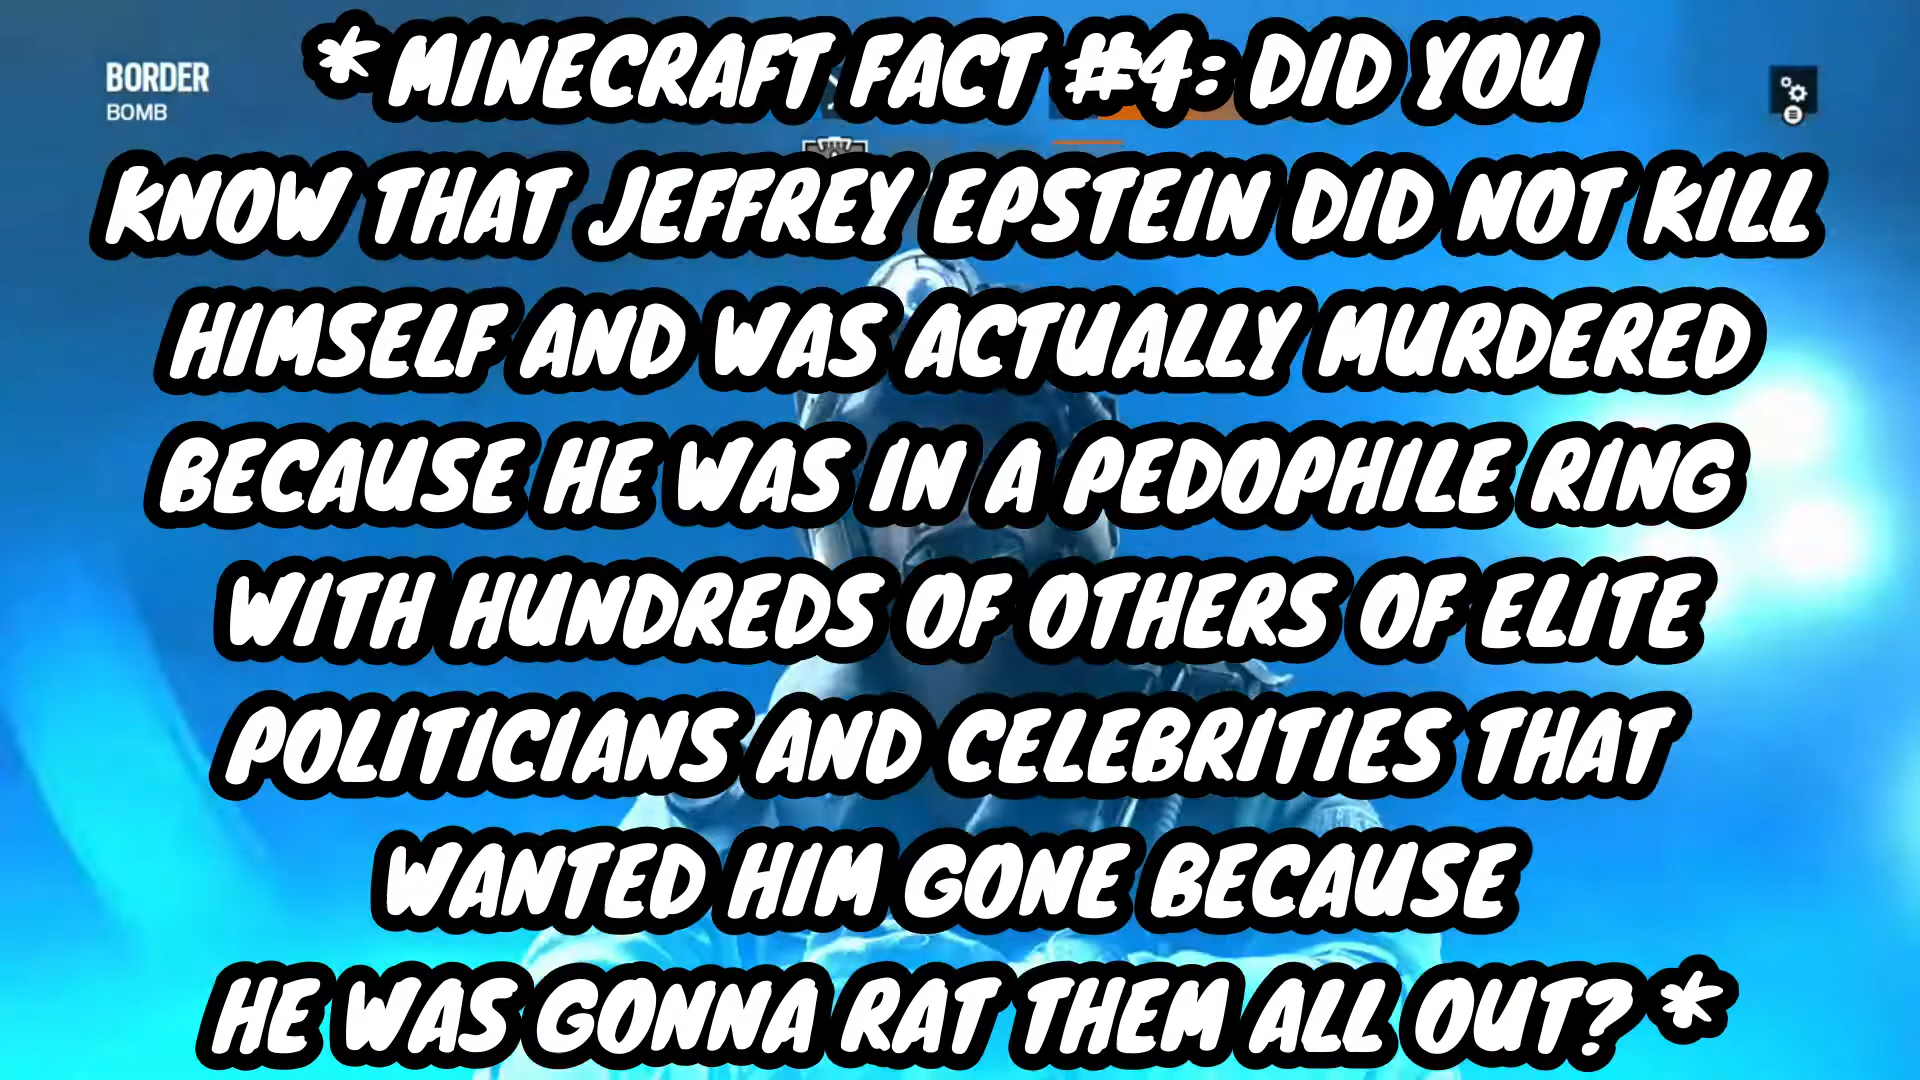 BORDER
BOMB
* MINECRAFT FACT #4: DID YOU
KNOW THAT JEFFREY EPSTEIN DID NOT KILL
HIMSELF AND WAS ACTUALLY MURDERED
BECAUSE HE WAS IN A PEDOPHILE RING
WITH HUNDREDS OF OTHERS OF ELITE
POLITICIANS AND CELEBRITIES THAT
WANTED HIM GONE BECAUSE
HE WAS GONNA RAT THEM ALL OUT? *